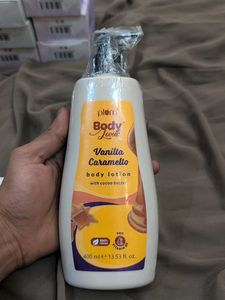 plum
Body
Lovin'
Vanilla
Caramello
body lotion
with cocoa butter
400 ml e 13.53 fl. oz.